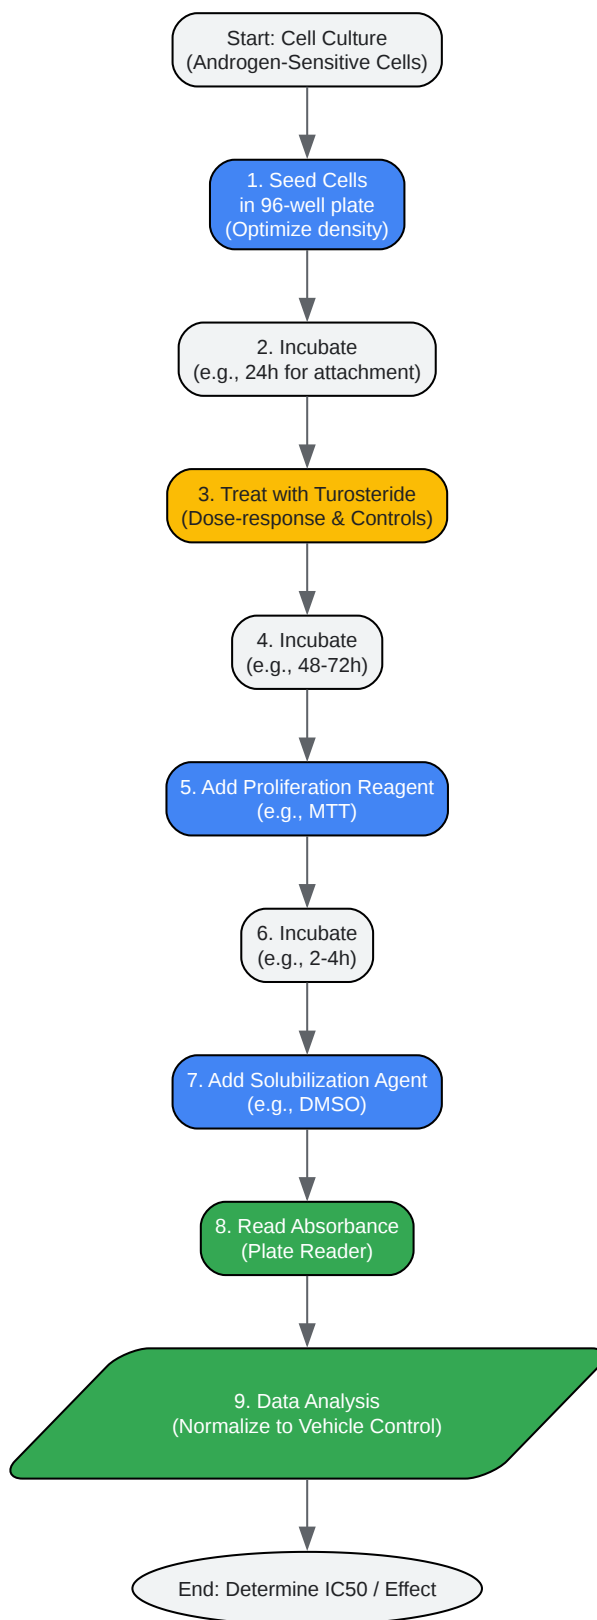 Start: Cell Culture
(Androgen-Sensitive Cells)
1. Seed Cells
in 96-well plate
(Optimize density)
2. Incubate
(e.g., 24h for attachment)
3. Treat with Turosteride
(Dose-response & Controls)
4. Incubate
(e.g., 48-72h)
5. Add Proliferation Reagent
(e.g., MTT)
6. Incubate
(e.g., 2-4h)
7. Add Solubilization Agent
(e.g., DMSO)
8. Read Absorbance
(Plate Reader)
9. Data Analysis
(Normalize to Vehicle Control)
End: Determine IC50 / Effect